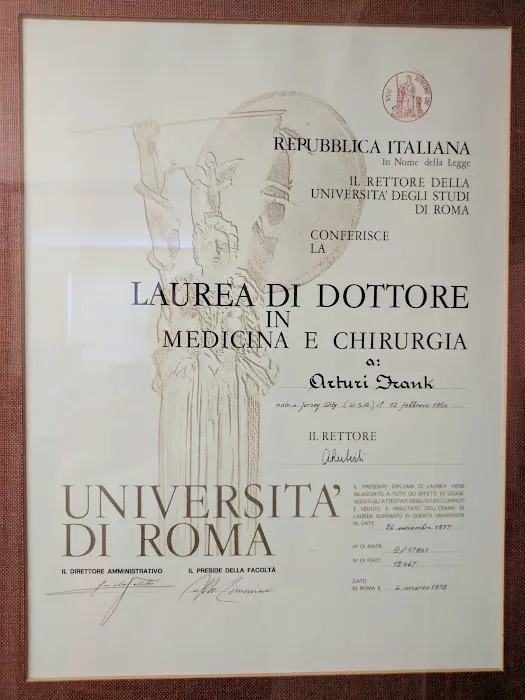 REPUBBLICA ITALIANA
In Nome della Legge
IL RETTORE DELLA
UNIVERSITA' DEGLI STUDI
DI ROMA
CONFERISCE
LA
LAUREA DI DOTTORE
IN
MEDICINA E CHIRURGIA
a:
Arturi Frank
nato a Jersey City (U.S.A.) il 12 febbraio 1950
IL RETTORE
UNIVERSITA'
DI ROMA
IL DIRETTORE AMMINISTRATIVO
IL PRESIDE DELLA FACOLTÀ
IL PRESENTE DIPLOMA DI LAUREA VIENE
RILASCIATO A TUTTI GLI EFFETTI DI LEGGE,
VEDUTI GLI ATTESTATI DEGLI STUDI COMPIUTI
E VEDUTO IL RISULTATO DELL'ESAME DI
LAUREA SUPERATO IN QUESTA UNIVERSITÀ
IN DATA 26 novembre 1977
N° DI MATR.
N° DI PROT. 12467
DATO
IN ROMA IL 6 marzo 1978